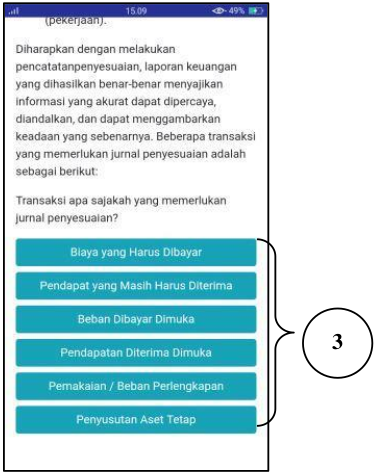 15.09
49%
(pekerjaan).
Diharapkan dengan melakukan
pencatatanpenyesuaian, laporan keuangan
yang dihasilkan benar-benar menyajikan
informasi yang akurat dapat dipercaya,
diandalkan, dan dapat menggambarkan
keadaan yang sebenarnya. Beberapa transaksi
yang memerlukan jurnal penyesuaian adalah
sebagai berikut:
Transaksi apa sajakah yang memerlukan
jurnal penyesuaian?
Biaya yang Harus Dibayar
Pendapat yang Masih Harus Diterima
Beban Dibayar Dimuka
Pendapatan Diterima Dimuka
Pemakaian / Beban Perlengkapan
Penyusutan Aset Tetap
3